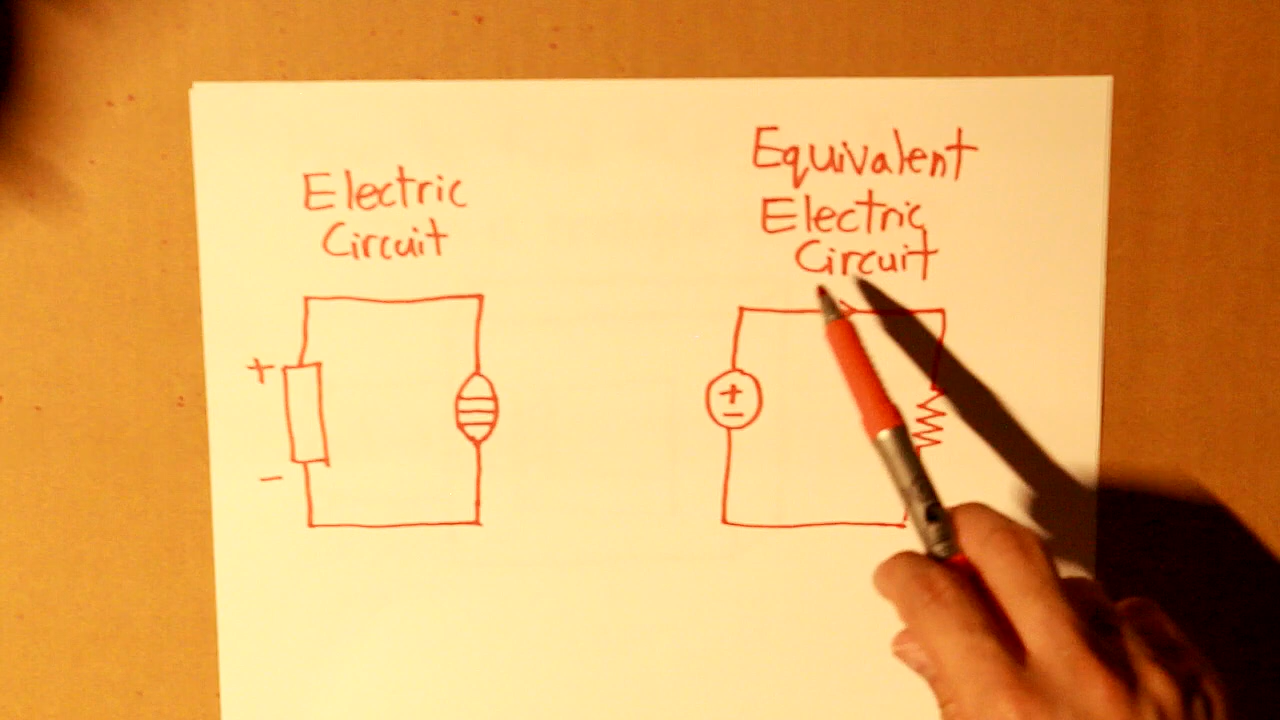 Electric
Circuit
+
-
Equivalent
Electric
Circuit
+
-